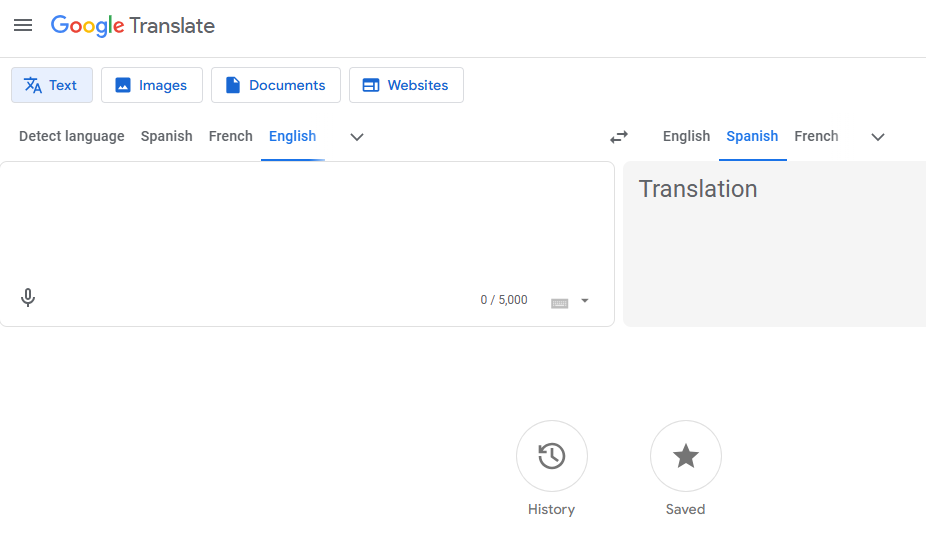 Google Translate
Text Images Documents Websites
Detect language Spanish French English English Spanish French
Translation
0 / 5,000
History Saved